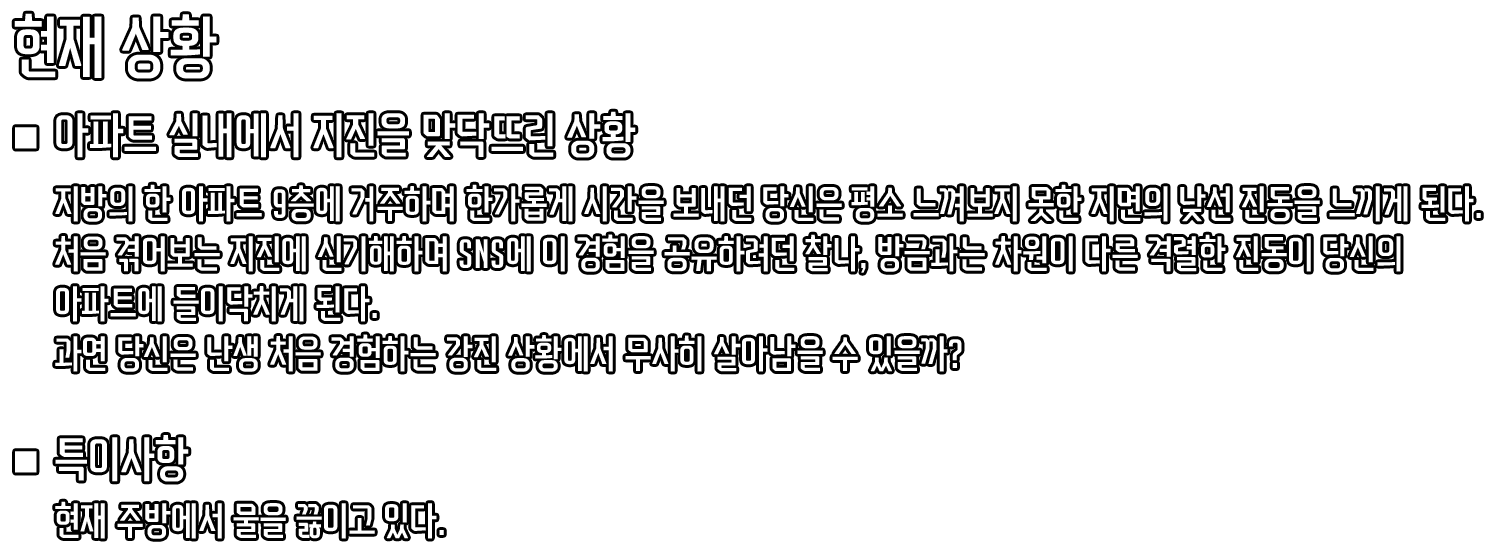 현재 상황
□ 아파트 실내에서 지진을 맞닥뜨린 상황
지방의 한 아파트 9층에 거주하며 한가롭게 시간을 보내던 당신은 평소 느껴보지 못한 지면의 낯선 진동을 느끼게 된다.
처음 겪어보는 지진에 신기해하며 SNS에 이 경험을 공유하려던 찰나, 방금과는 차원이 다른 격렬한 진동이 당신의
아파트에 들이닥치게 된다.
과연 당신은 난생 처음 경험하는 강진 상황에서 무사히 살아남을 수 있을까?
□ 특이사항
현재 주방에서 물을 끓이고 있다.